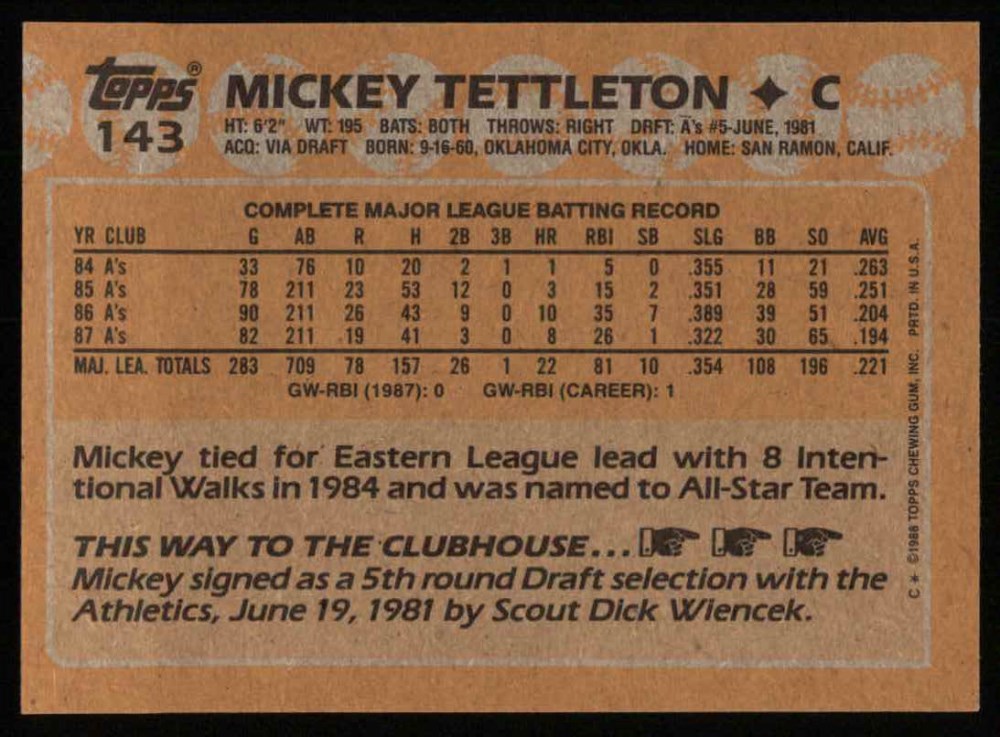 Topps® MICKEY TETTLETON ♦ C
143 HT: 6'2" WT: 195 BATS: BOTH THROWS: RIGHT DRFT: A's #5-JUNE, 1981
ACQ: VIA DRAFT BORN: 9-16-60, OKLAHOMA CITY, OKLA. HOME: SAN RAMON, CALIF.
COMPLETE MAJOR LEAGUE BATTING RECORD
YR CLUB G AB R H 2B 3B HR RBI SB SLG BB SO AVG
84 A's 33 76 10 20 2 1 1 5 0 .355 11 21 .263
85 A's 78 211 23 53 12 0 3 15 2 .351 28 59 .251
86 A's 90 211 26 43 9 0 10 35 7 .389 39 51 .204
87 A's 82 211 19 41 3 0 8 26 1 .322 30 65 .194
MAJ. LEA. TOTALS 283 709 78 157 26 1 22 81 10 .354 108 196 .221
GW-RBI (1987): 0 GW-RBI (CAREER): 1
Mickey tied for Eastern League lead with 8 Inten-
tional Walks in 1984 and was named to All-Star Team.
THIS WAY TO THE CLUBHOUSE...
Mickey signed as a 5th round Draft selection with the
Athletics, June 19, 1981 by Scout Dick Wiencek.
C * ©1988 TOPPS CHEWING GUM, INC. PRTD. IN U.S.A.